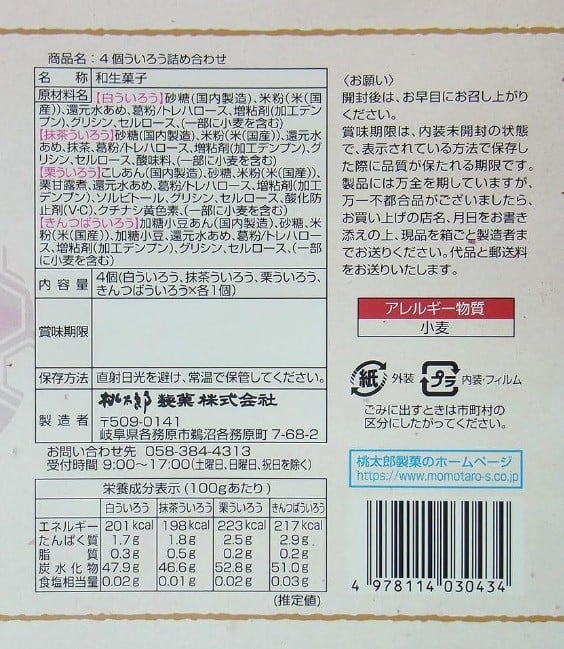 商品名：4個ういろう詰め合わせ
名称 和生菓子
原材料名 【白ういろう】砂糖(国内製造)、米粉(米(国
産))、還元水あめ、葛粉/トレハロース、増粘剤(加工デン
プン)、グリシン、セルロース、(一部に小麦を含む)
【抹茶ういろう】砂糖(国内製造)、米粉(米(国産))、還元水
あめ、抹茶、葛粉/トレハロース、増粘剤(加工デンプン)、グ
リシン、セルロース、酸味料、(一部に小麦を含む)
【栗ういろう】こしあん(国内製造)、砂糖、米粉(米(国産))、
栗甘露煮、還元水あめ、葛粉/トレハロース、増粘剤(加工
デンプン)、ソルビトール、グリシン、セルロース、酸化防
止剤(V・C)、クチナシ黄色素、(一部に小麦を含む)
【きんつばういろう】加糖小豆あん(国内製造)、砂糖、米
粉(米(国産))、加糖小豆、還元水あめ、葛粉/トレハロー
ス、増粘剤(加工デンプン)、グリシン、セルロース、(一部
に小麦を含む)
内容量 4個(白ういろう、抹茶ういろう、栗ういろう、
きんつばういろう×各1個)
賞味期限
保存方法 直射日光を避け、常温で保管してください。
製造者 桃太郎製菓株式会社
〒509-0141
岐阜県各務原市鵜沼各務原町 7-68-2
お問い合わせ先 058-384-4313
受付時間 9:00〜17:00(土曜日、日曜日、祝日を除く)
栄養成分表示(100gあたり)
白ういろう 抹茶ういろう 栗ういろう きんつばういろう
エネルギー 201kcal 198kcal 223kcal 217kcal
たんぱく質 1.7g 1.8g 2.5g 2.9g
脂質 0.3g 0.5g 0.2g 0.2g
炭水化物 47.9g 46.6g 52.8g 51.0g
食塩相当量 0.02g 0.01g 0.02g 0.03g
(推定値)
〈お願い〉
開封後は、お早目にお召し上がり
ください。
賞味期限は、内装未開封の状態
で、表示されている方法で保存し
た際に品質が保たれる期限です。
製品には万全を期していますが、
万一不都合がございましたら、
お買い上げの店名、月日をお書き
添えの上、現品を箱ごと製造者ま
でお送りください。代品と郵送料
をお送りいたします。
アレルギー物質
小麦
紙 外装 プラ 内装・フィルム
ごみに出すときは市町村の
区分にしたがってください。
桃太郎製菓のホームページ
https://www.momotaro-s.co.jp
4 978114 030434